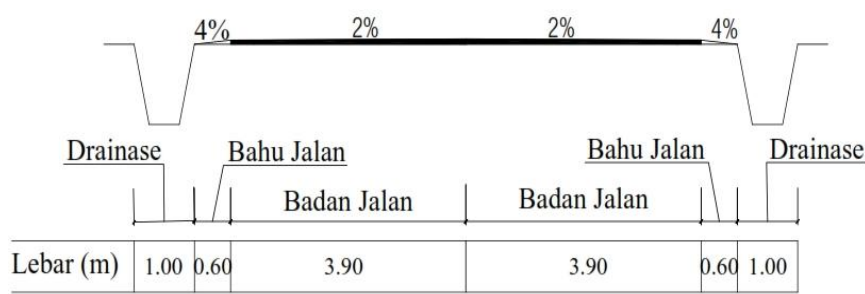 4% 2% 2% 4%
Drainase Bahu Jalan Bahu Jalan Drainase
Badan Jalan Badan Jalan
Lebar (m) 1.00 0.60 3.90 3.90 0.60 1.00